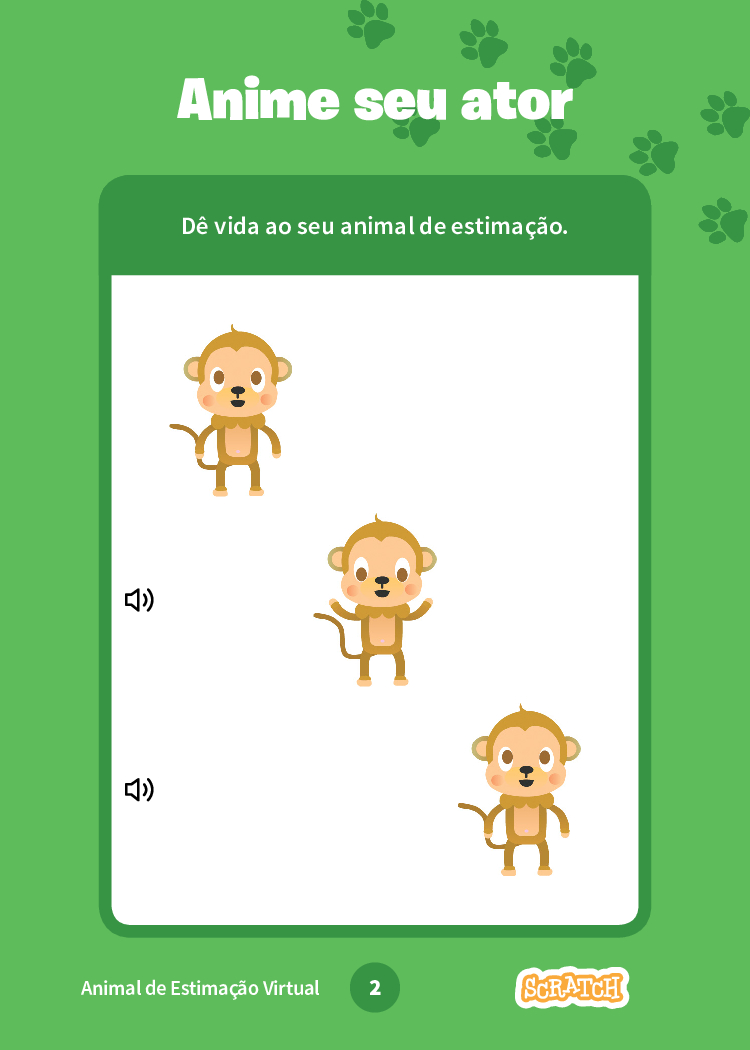 Anime seu ator
Dê vida ao seu animal de estimação.
Animal de Estimação Virtual
2
SCRATCH